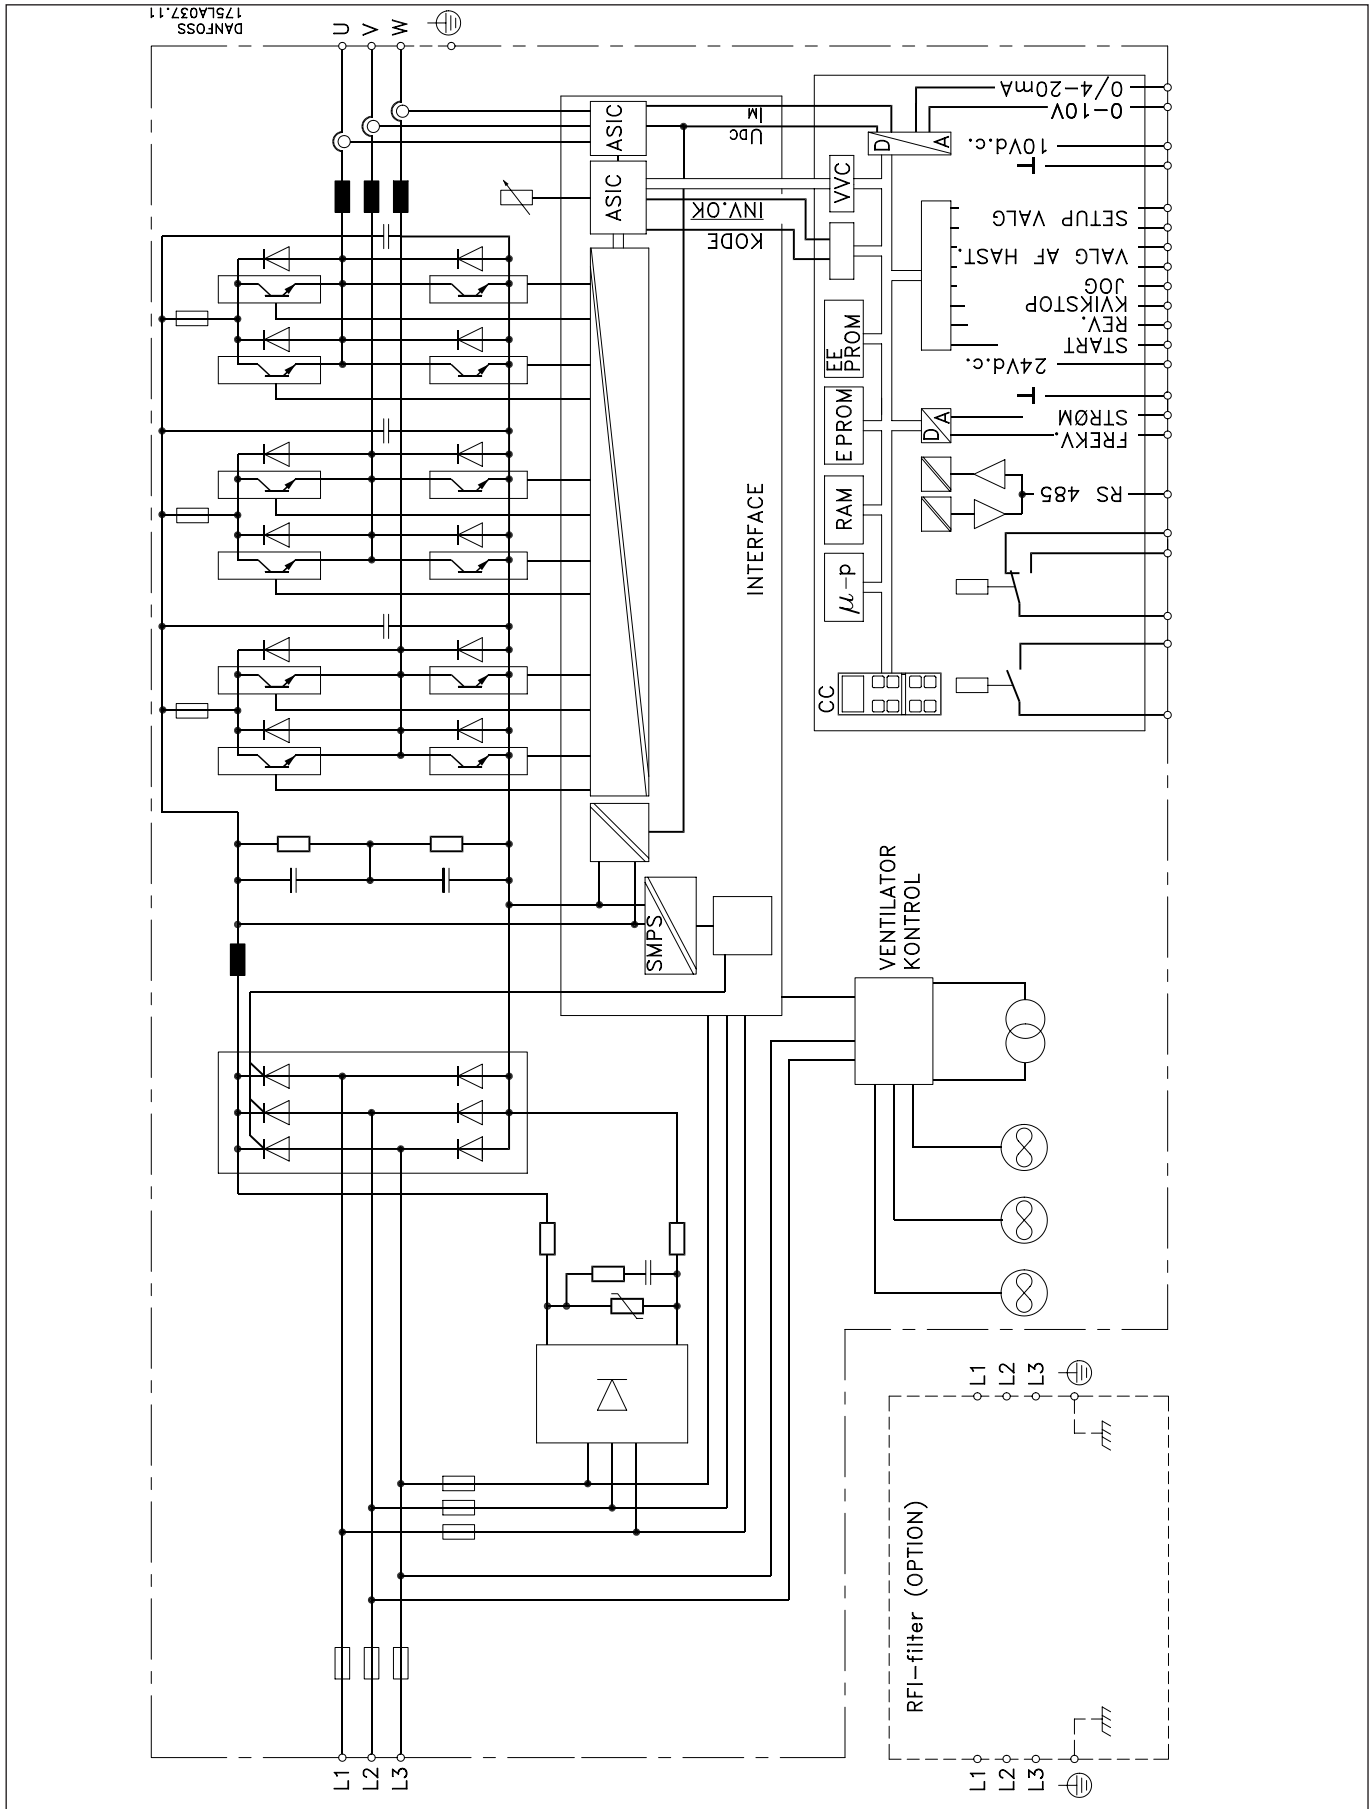 DANFOSS
175LA037.11
U
V
W
0/4-20mA
0-10V
10Vd.c.
SETUP VALG
VALG AF HAST.
JOG
KVIKSTOP
REV.
START
24Vd.c.
STRØM
FREKV.
RS 485
ASIC
ASIC
IM
UDC
INV.OK
KODE
D
A
VVC
EE
PROM
EPROM
D
A
RAM
μ-p
CC
INTERFACE
SMPS
VENTILATOR
KONTROL
L1
L2
L3
RFI-filter (OPTION)
L1
L2
L3
L1
L2
L3